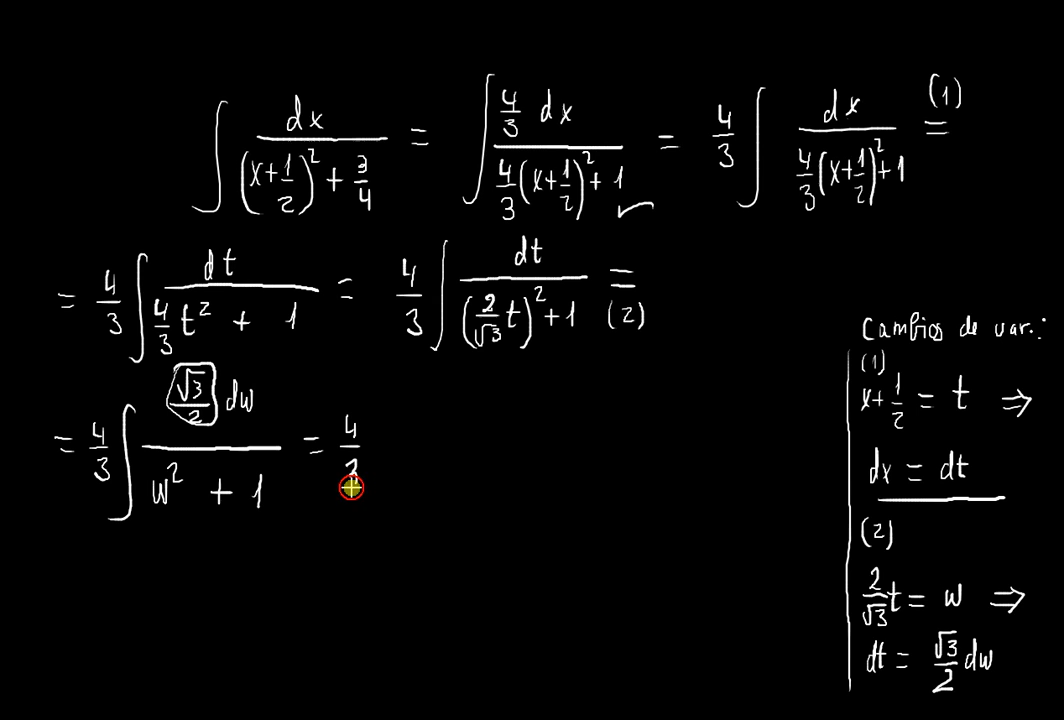 ∫ dx / ((x+1/2)² + 3/4) = ∫ (4/3 dx) / (4/3 (x+1/2)² + 1) = 4/3 ∫ dx / (4/3 (x+1/2)² + 1) =(1)
= 4/3 ∫ dt / (4/3 t² + 1) = 4/3 ∫ dt / ((2/√3 t)² + 1) =(2)
= 4/3 ∫ (√3/2 dw) / (w² + 1) = 4/3
Cambios de var.:
(1)
x+1/2 = t ⇒
dx = dt
(2)
2/√3 t = w ⇒
dt = √3/2 dw